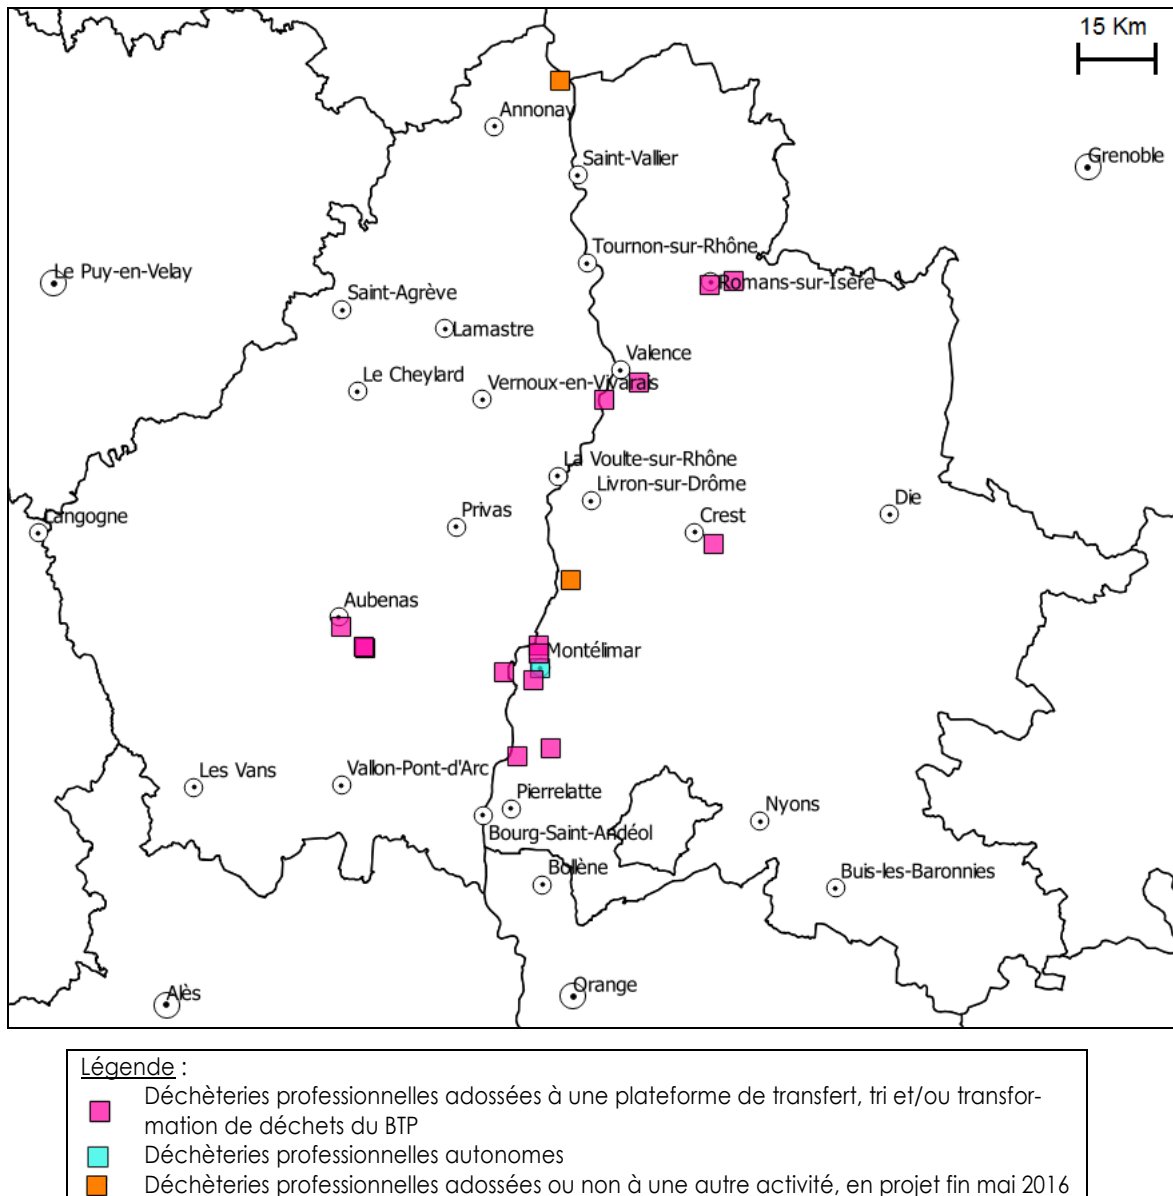 15 Km
Annonay
Grenoble
Saint-Vallier
Tournon-sur-Rhône
Le Puy-en-Velay
Romans-sur-Isère
Saint-Agrève
Lamastre
Valence
Le Cheylard
Vernoux-en-Vivarais
La Voulte-sur-Rhône
Livron-sur-Drôme
Die
Privas
Crest
Langogne
Aubenas
Montélimar
Les Vans
Vallon-Pont-d'Arc
Pierrelatte
Nyons
Bourg-Saint-Andéol
Bollène
Buis-les-Baronnies
Alès
Orange
Légende :
Déchèteries professionnelles adossées à une plateforme de transfert, tri et/ou transfor-
mation de déchets du BTP
Déchèteries professionnelles autonomes
Déchèteries professionnelles adossées ou non à une autre activité, en projet fin mai 2016